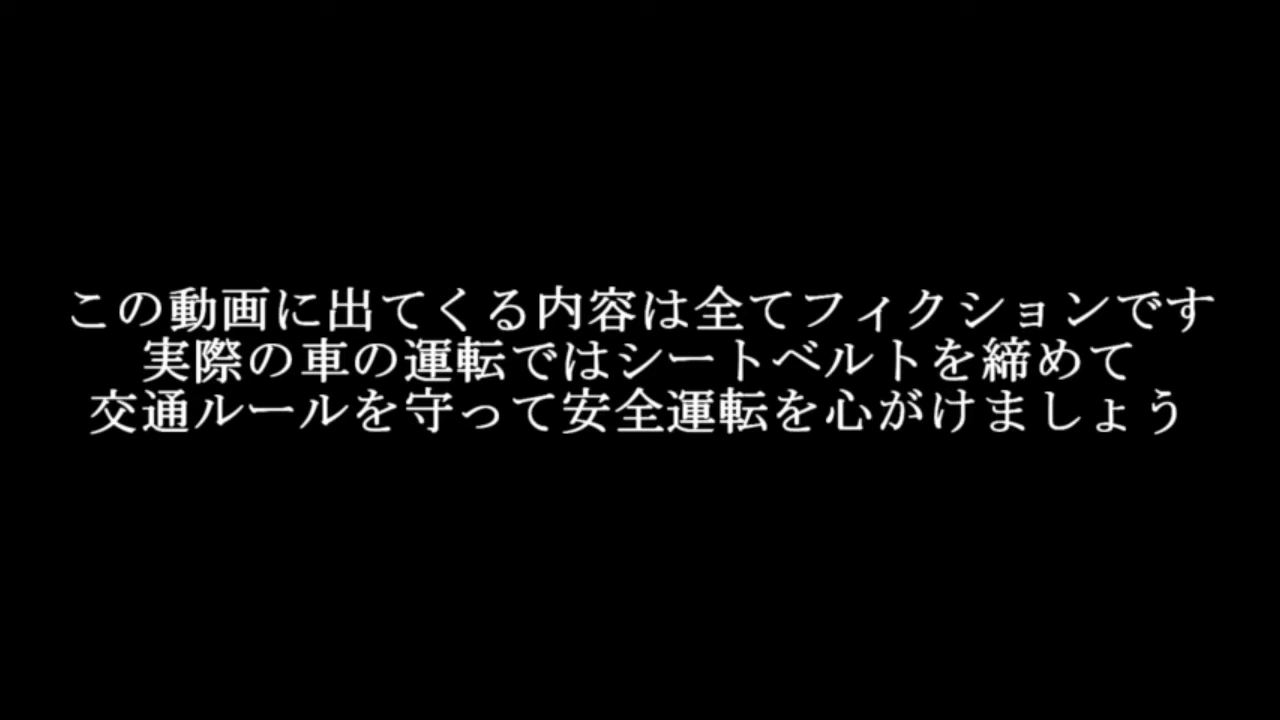 この動画に出てくる内容は全てフィクションです
実際の車の運転ではシートベルトを締めて
交通ルールを守って安全運転を心がけましょう